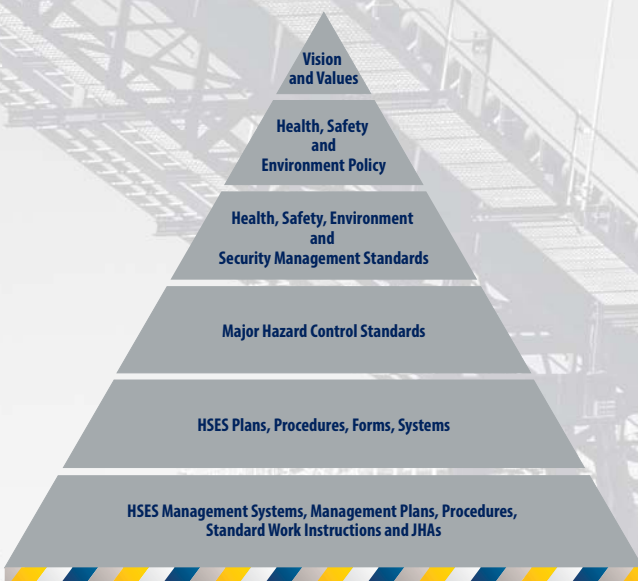 Vision
and Values
Health, Safety
and
Environment Policy
Health, Safety, Environment
and
Security Management Standards
Major Hazard Control Standards
HSES Plans, Procedures, Forms, Systems
HSES Management Systems, Management Plans, Procedures,
Standard Work Instructions and JHAs